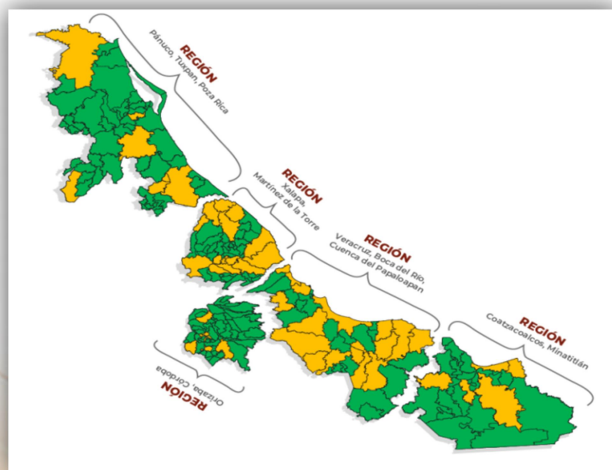 REGIÓN
Pánuco, Tuxpan, Poza Rica
REGIÓN
Xalapa,
Martínez de la Torre
REGIÓN
Veracruz, Boca del Río,
Cuenca del Papaloapan
REGIÓN
Coatzacoalcos, Minatitlán
REGIÓN
Orizaba, Córdoba